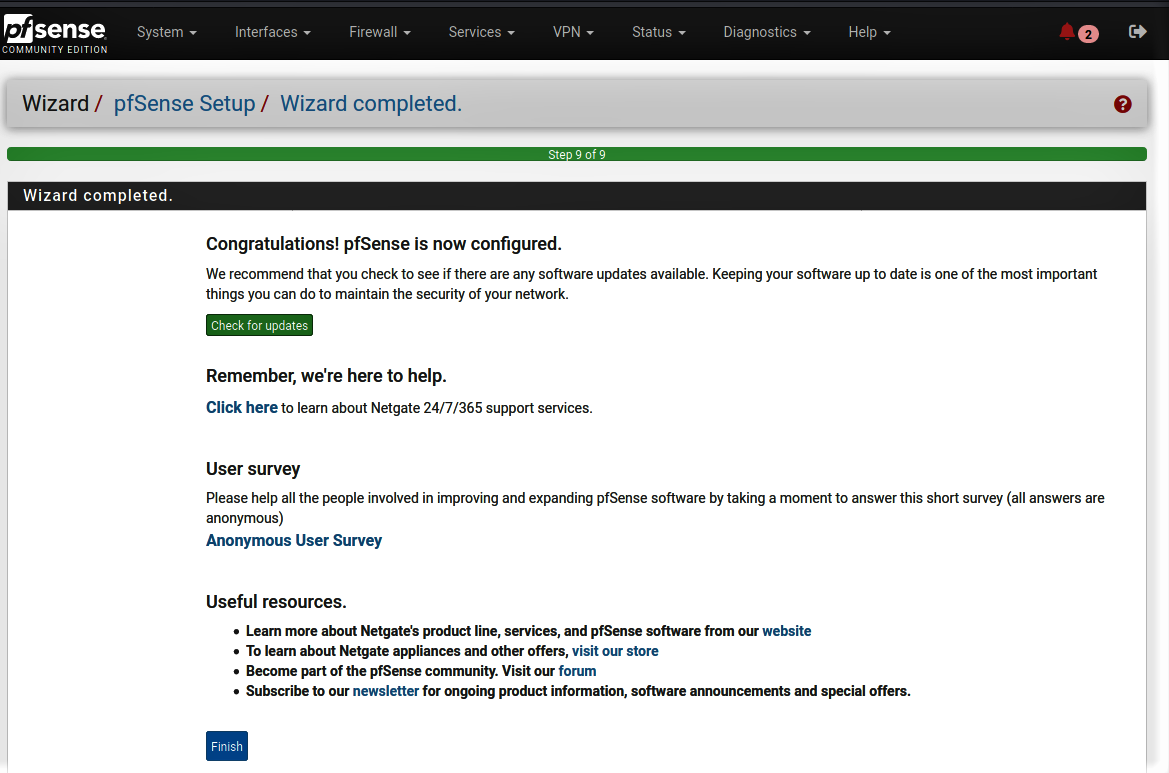 pfsense
COMMUNITY EDITION
System
Interfaces
Firewall
Services
VPN
Status
Diagnostics
Help
2
Wizard / pfSense Setup / Wizard completed.
?
Step 9 of 9
Wizard completed.
Congratulations! pfSense is now configured.
We recommend that you check to see if there are any software updates available. Keeping your software up to date is one of the most important
things you can do to maintain the security of your network.
Check for updates
Remember, we're here to help.
Click here to learn about Netgate 24/7/365 support services.
User survey
Please help all the people involved in improving and expanding pfSense software by taking a moment to answer this short survey (all answers are
anonymous)
Anonymous User Survey
Useful resources.
• Learn more about Netgate's product line, services, and pfSense software from our website
• To learn about Netgate appliances and other offers, visit our store
• Become part of the pfSense community. Visit our forum
• Subscribe to our newsletter for ongoing product information, software announcements and special offers.
Finish